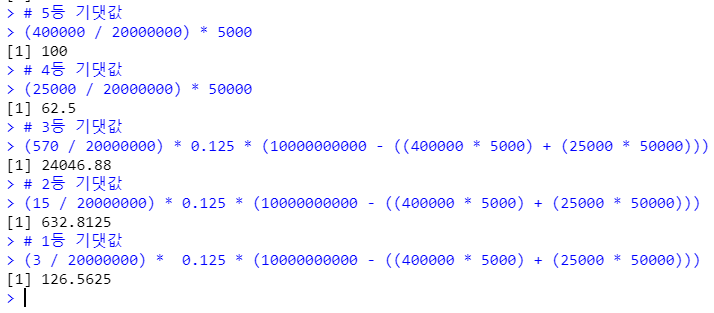 > # 5등 기댓값
> (400000 / 20000000) * 5000
[1] 100
> # 4등 기댓값
> (25000 / 20000000) * 50000
[1] 62.5
> # 3등 기댓값
> (570 / 20000000) * 0.125 * (10000000000 - ((400000 * 5000) + (25000 * 50000)))
[1] 24046.88
> # 2등 기댓값
> (15 / 20000000) * 0.125 * (10000000000 - ((400000 * 5000) + (25000 * 50000)))
[1] 632.8125
> # 1등 기댓값
> (3 / 20000000) *  0.125 * (10000000000 - ((400000 * 5000) + (25000 * 50000)))
[1] 126.5625
>